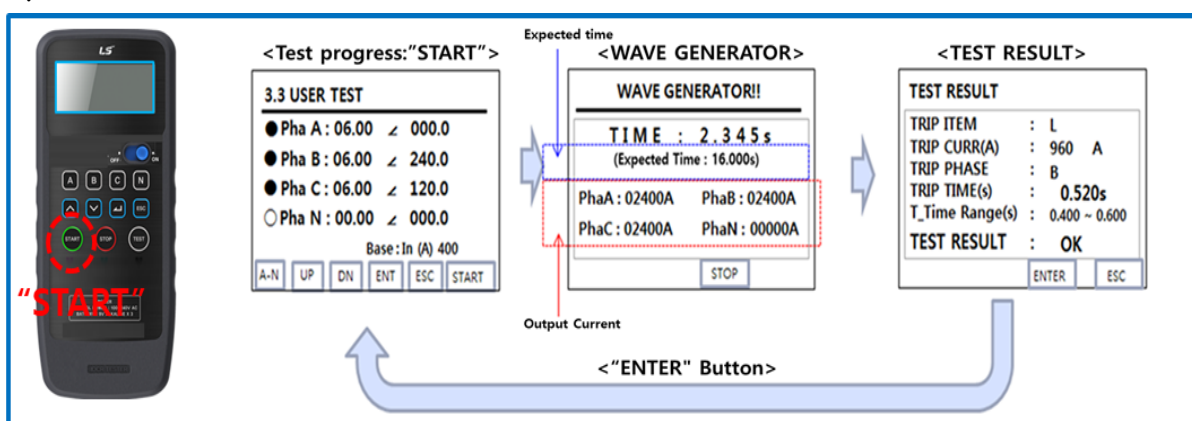 LS
OFF ON
A B C N
ESC
START STOP TEST
"START"
<Test progress:"START">
3.3 USER TEST
● Pha A : 06.00 ∠ 000.0
● Pha B : 06.00 ∠ 240.0
● Pha C : 06.00 ∠ 120.0
○ Pha N : 00.00 ∠ 000.0
Base : In (A) 400
A-N UP DN ENT ESC START
Expected time
<WAVE GENERATOR>
WAVE GENERATOR!!
TIME : 2.345s
(Expected Time : 16.000s)
PhaA : 02400A PhaB : 02400A
PhaC : 02400A PhaN : 00000A
STOP
Output Current
<TEST RESULT>
TEST RESULT
TRIP ITEM : L
TRIP CURR(A) : 960 A
TRIP PHASE : B
TRIP TIME(s) : 0.520s
T_Time Range(s) : 0.400 ~ 0.600
TEST RESULT : OK
ENTER ESC
<"ENTER" Button>